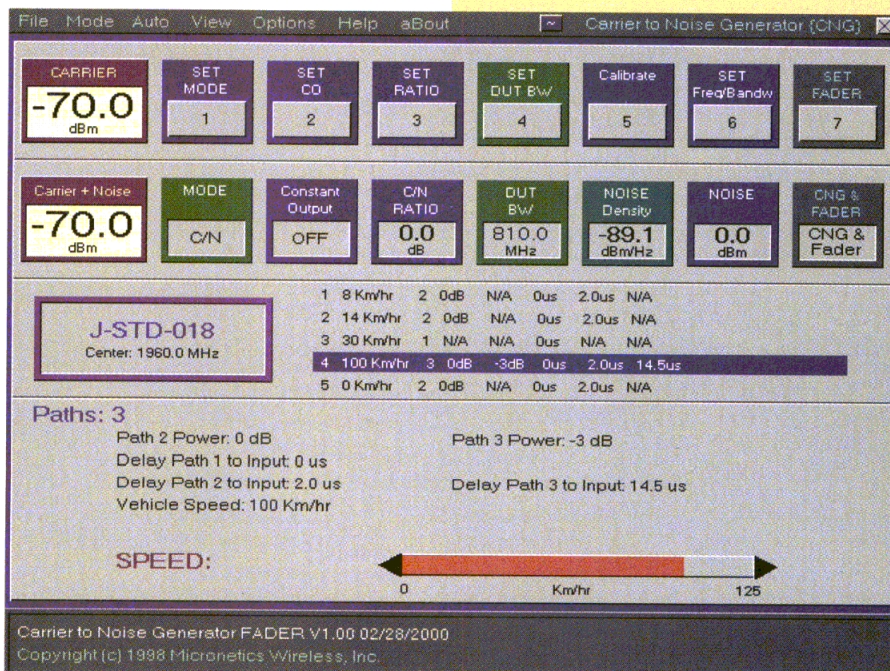 File Mode Auto View Options Help aBout ~ Carrier to Noise Generator {CNG} X
CARRIER
-70.0
dBm
SET
MODE
1
SET
CO
2
SET
RATIO
3
SET
DUT BW
4
Calibrate
5
SET
Freq/Bandw
6
SET
FADER
7
Carrier + Noise
-70.0
dBm
MODE
C/N
Constant
Output
OFF
C/N
RATIO
0.0
dB
DUT
BW
810.0
MHz
NOISE
Density
-89.1
dBm/Hz
NOISE
0.0
dBm
CNG &
FADER
CNG &
Fader
J-STD-018
Center: 1960.0 MHz
1 8 Km/hr 2 0dB N/A 0us 2.0us N/A
2 14 Km/hr 2 0dB N/A 0us 2.0us N/A
3 30 Km/hr 1 N/A N/A 0us N/A N/A
4 100 Km/hr 3 0dB -3dB 0us 2.0us 14.5us
5 0 Km/hr 2 0dB N/A 0us 2.0us N/A
Paths: 3
Path 2 Power: 0 dB
Path 3 Power: -3 dB
Delay Path 1 to Input: 0 us
Delay Path 2 to Input: 2.0 us
Delay Path 3 to Input: 14.5 us
Vehicle Speed: 100 Km/hr
SPEED:
0 Km/hr 125
Carrier to Noise Generator FADER V1.00 02/28/2000
Copyright (c) 1998 Micronetics Wireless, Inc.